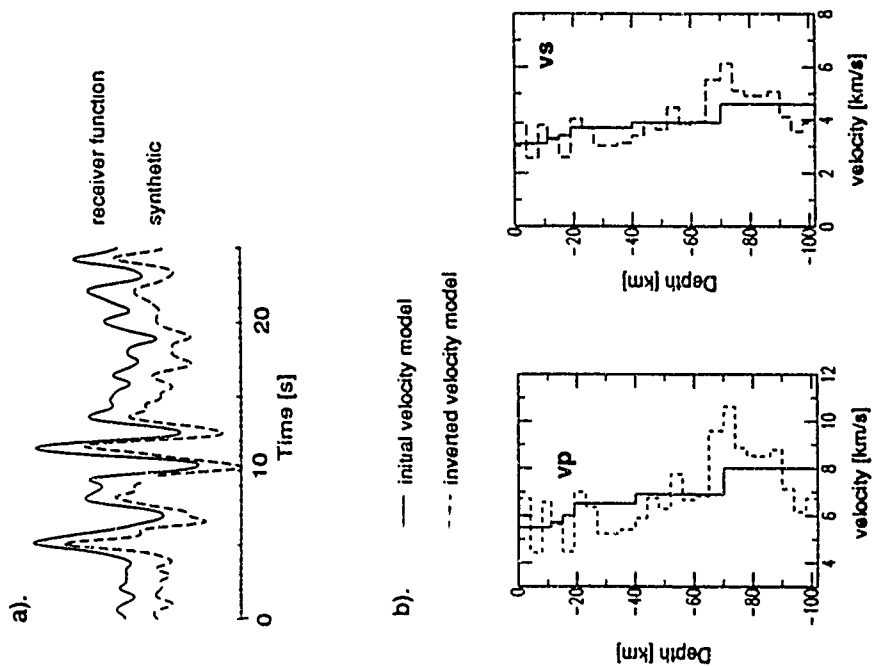 a).
receiver function
synthetic
0
10
20
Time [s]
b).
—— initial velocity model
---- inverted velocity model
vp
0
-20
-40
-60
-80
-100
Depth [km]
4
6
8
10
12
velocity [km/s]
vs
0
-20
-40
-60
-80
-100
Depth [km]
0
2
4
6
8
velocity [km/s]